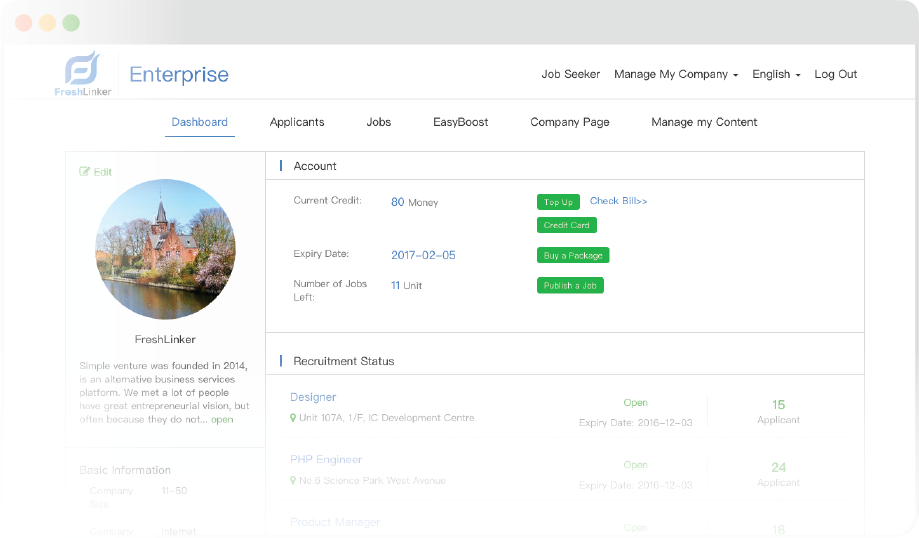 FreshLinker
Enterprise
Job Seeker
Manage My Company
English
Log Out
Dashboard
Applicants
Jobs
EasyBoost
Company Page
Manage my Content
Edit
FreshLinker
Simple venture was founded in 2014,
is an alternative business services
platform. We met a lot of people
have great entrepreneurial vision, but
often because they do not... open
Basic Information
Company
Size
11-50
Company
Internet
Account
Current Credit:
80 Money
Top Up
Check Bill>>
Credit Card
Expiry Date:
2017-02-05
Buy a Package
Number of Jobs
Left:
11 Unit
Publish a Job
Recruitment Status
Designer
Unit 107A, 1/F, IC Development Centre.
Open
Expiry Date: 2016-12-03
15
Applicant
PHP Engineer
No.6 Science Park West Avenue
Open
Expiry Date: 2016-12-03
24
Applicant
Product Manager
Open
18